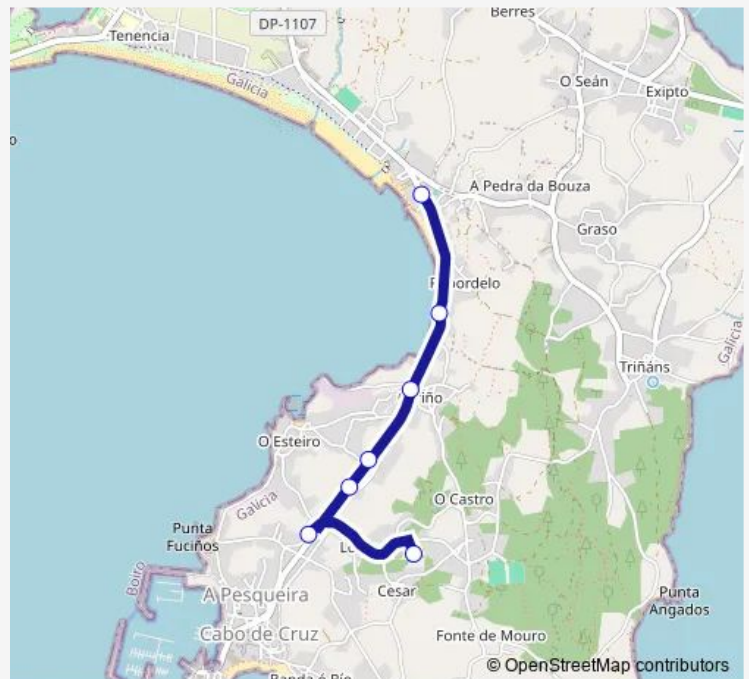 Berres
DP-1107
Tenencia
O Seán
Galicia
Exipto
A Pedra da Bouza
Graso
Galicia
Triñáns
O Esteiro
O Castro
Galicia
Punta
Fuciños
Boiro
Cesar
A Pesqueira
Punta
Angados
Cabo de Cruz
Fonte de Mouro
© OpenStreetMap contributors